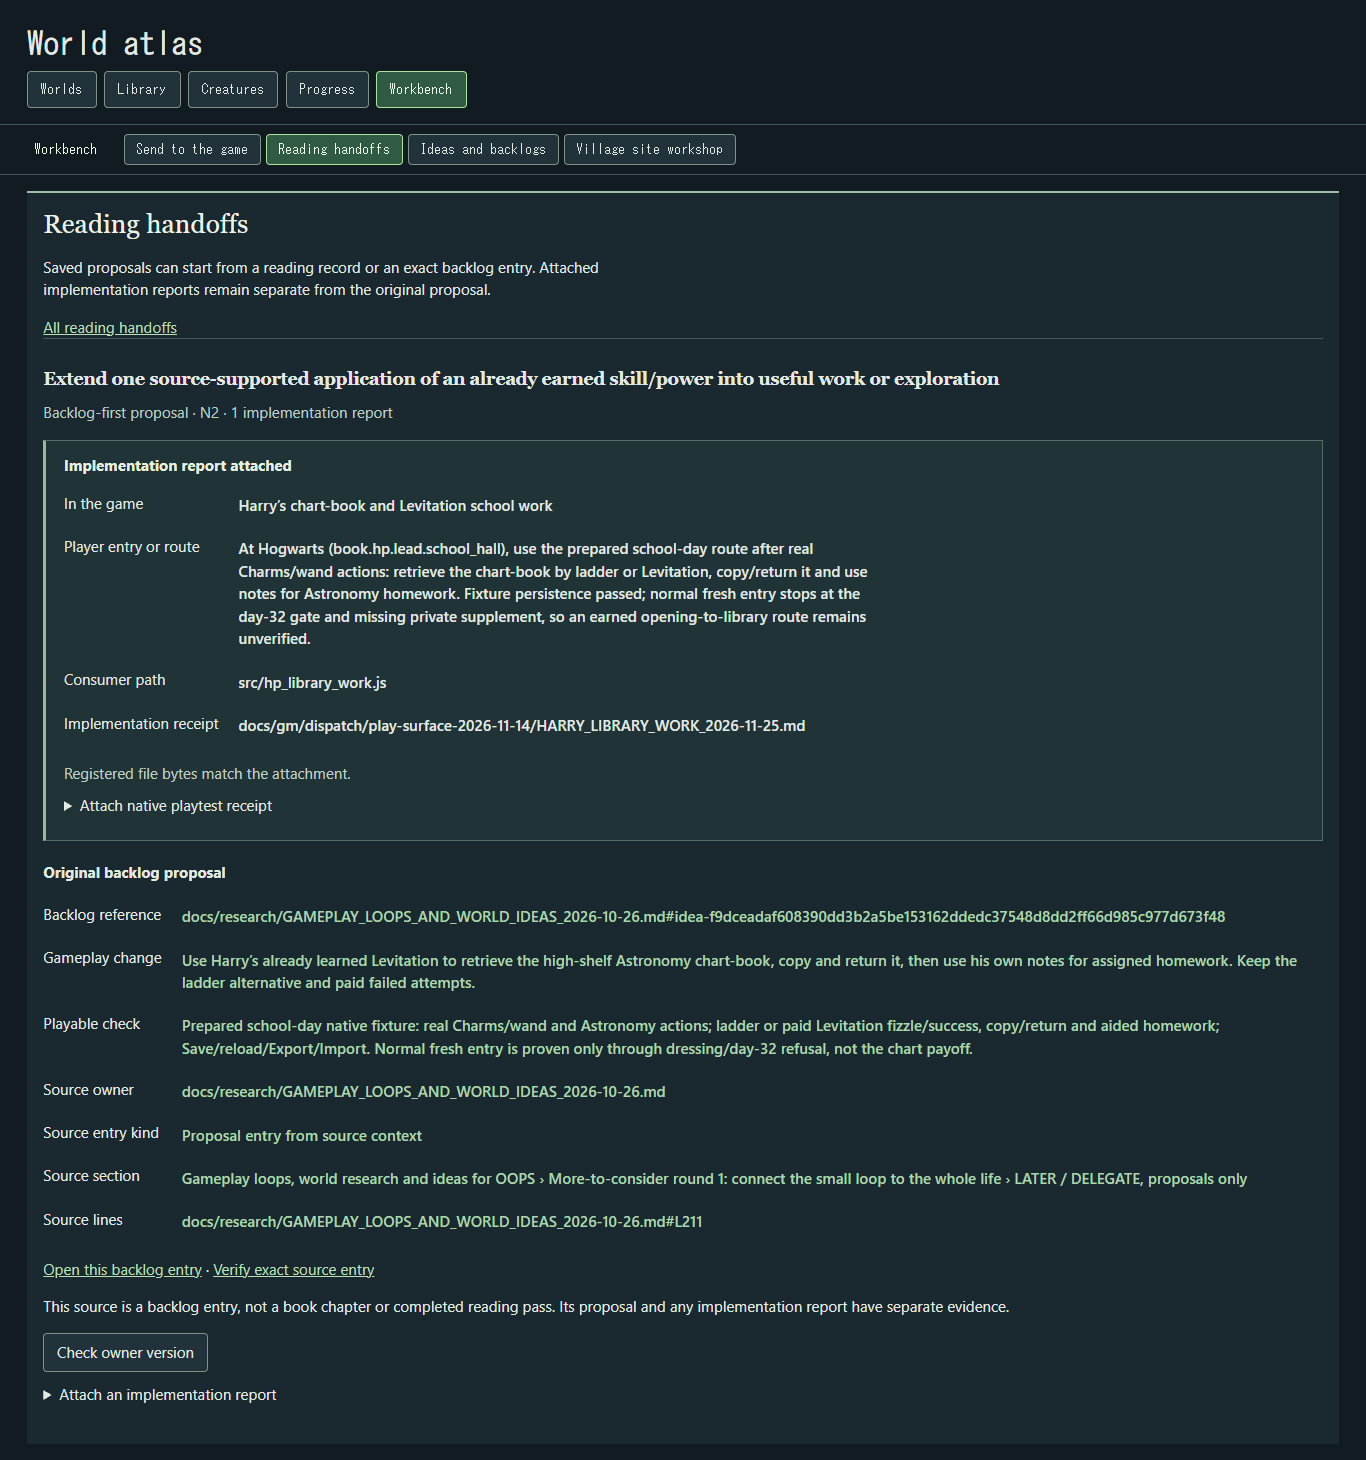 World atlas
Worlds Library Creatures Progress Workbench
Workbench Send to the game Reading handoffs Ideas and backlogs Village site workshop
Reading handoffs
Saved proposals can start from a reading record or an exact backlog entry. Attached
implementation reports remain separate from the original proposal.
All reading handoffs
Extend one source-supported application of an already earned skill/power into useful work or exploration
Backlog-first proposal · N2 · 1 implementation report
Implementation report attached
In the game Harry's chart-book and Levitation school work
Player entry or route At Hogwarts (book.hp.lead.school_hall), use the prepared school-day route after real
Charms/wand actions: retrieve the chart-book by ladder or Levitation, copy/return it and use
notes for Astronomy homework. Fixture persistence passed; normal fresh entry stops at the
day-32 gate and missing private supplement, so an earned opening-to-library route remains
unverified.
Consumer path src/hp_library_work.js
Implementation receipt docs/gm/dispatch/play-surface-2026-11-14/HARRY_LIBRARY_WORK_2026-11-25.md
Registered file bytes match the attachment.
▶ Attach native playtest receipt
Original backlog proposal
Backlog reference docs/research/GAMEPLAY_LOOPS_AND_WORLD_IDEAS_2026-10-26.md#idea-f9dceadaf608390dd3b2a5be153162ddedc37548d8dd2ff66d985c977d673f48
Gameplay change Use Harry's already learned Levitation to retrieve the high-shelf Astronomy chart-book, copy and return it, then use his own notes for assigned homework. Keep the
ladder alternative and paid failed attempts.
Playable check Prepared school-day native fixture: real Charms/wand and Astronomy actions; ladder or paid Levitation fizzle/success, copy/return and aided homework;
Save/reload/Export/Import. Normal fresh entry is proven only through dressing/day-32 refusal, not the chart payoff.
Source owner docs/research/GAMEPLAY_LOOPS_AND_WORLD_IDEAS_2026-10-26.md
Source entry kind Proposal entry from source context
Source section Gameplay loops, world research and ideas for OOPS › More-to-consider round 1: connect the small loop to the whole life › LATER / DELEGATE, proposals only
Source lines docs/research/GAMEPLAY_LOOPS_AND_WORLD_IDEAS_2026-10-26.md#L211
Open this backlog entry · Verify exact source entry
This source is a backlog entry, not a book chapter or completed reading pass. Its proposal and any implementation report have separate evidence.
Check owner version
▶ Attach an implementation report